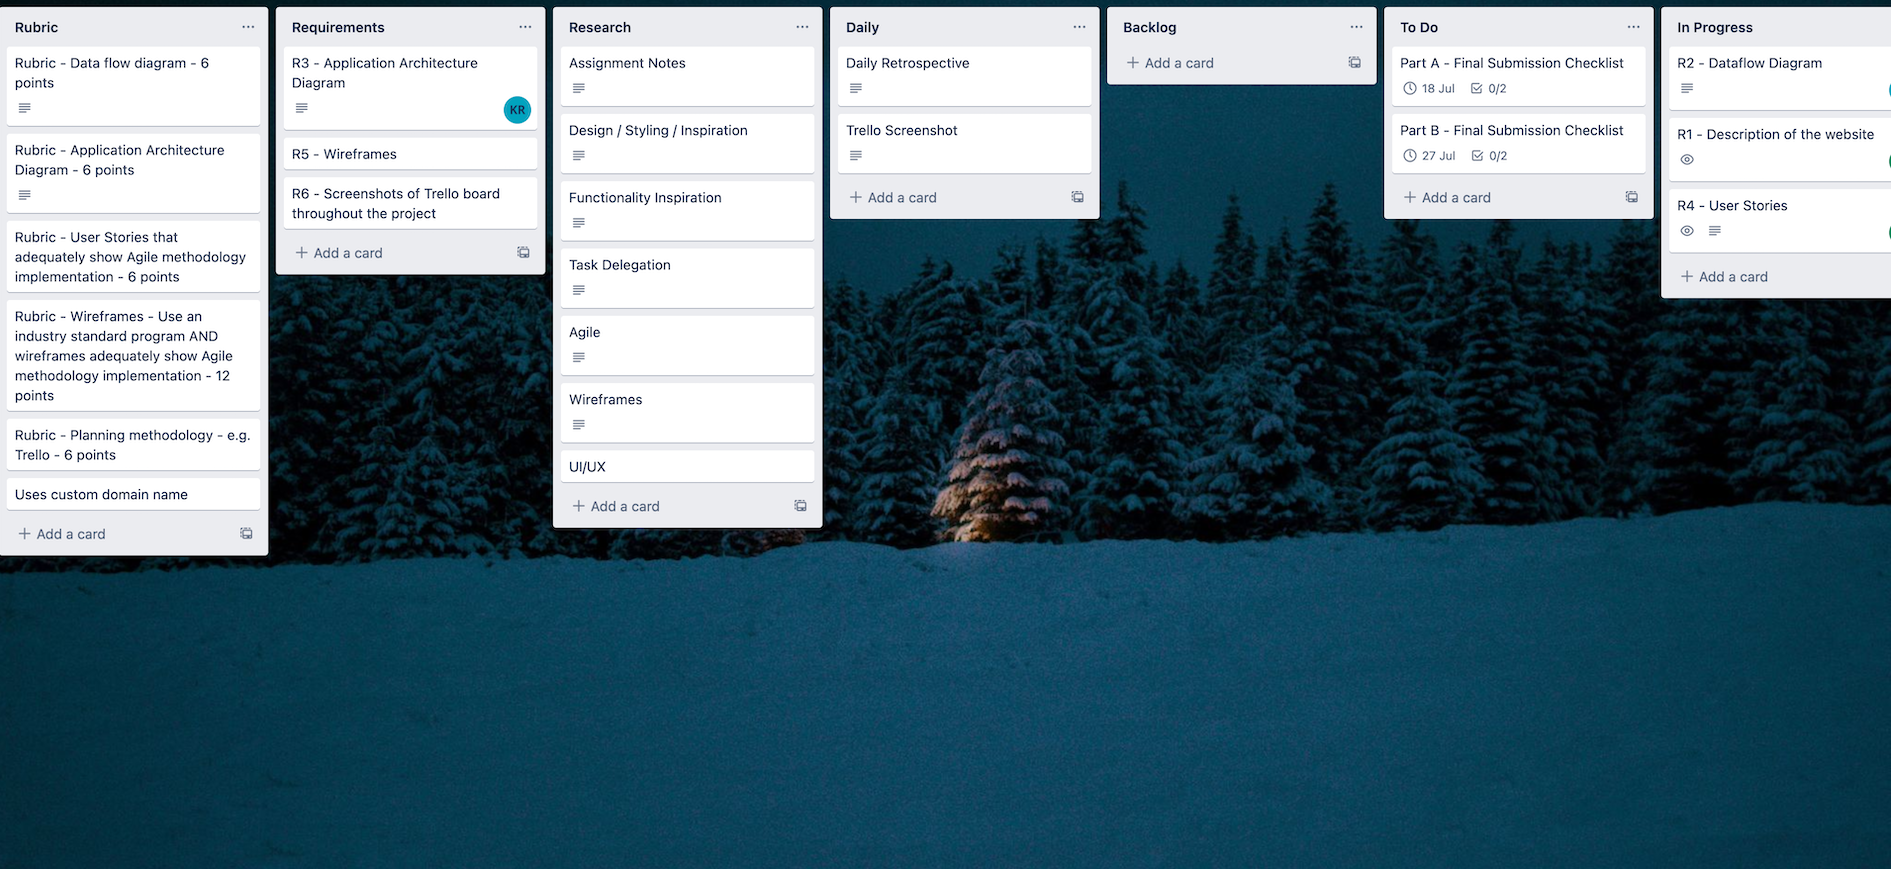 Rubric
Rubric - Data flow diagram - 6
points
Rubric - Application Architecture
Diagram - 6 points
Rubric - User Stories that
adequately show Agile methodology
implementation - 6 points
Rubric - Wireframes - Use an
industry standard program AND
wireframes adequately show Agile
methodology implementation - 12
points
Rubric - Planning methodology - e.g.
Trello - 6 points
Uses custom domain name
Add a card
Requirements
R3 - Application Architecture
Diagram
KR
R5 - Wireframes
R6 - Screenshots of Trello board
throughout the project
Add a card
Research
Assignment Notes
Design / Styling / Inspiration
Functionality Inspiration
Task Delegation
Agile
Wireframes
UI/UX
Add a card
Daily
Daily Retrospective
Trello Screenshot
Add a card
Backlog
Add a card
To Do
Part A - Final Submission Checklist
18 Jul 0/2
Part B - Final Submission Checklist
27 Jul 0/2
Add a card
In Progress
R2 - Dataflow Diagram
R1 - Description of the website
R4 - User Stories
Add a card